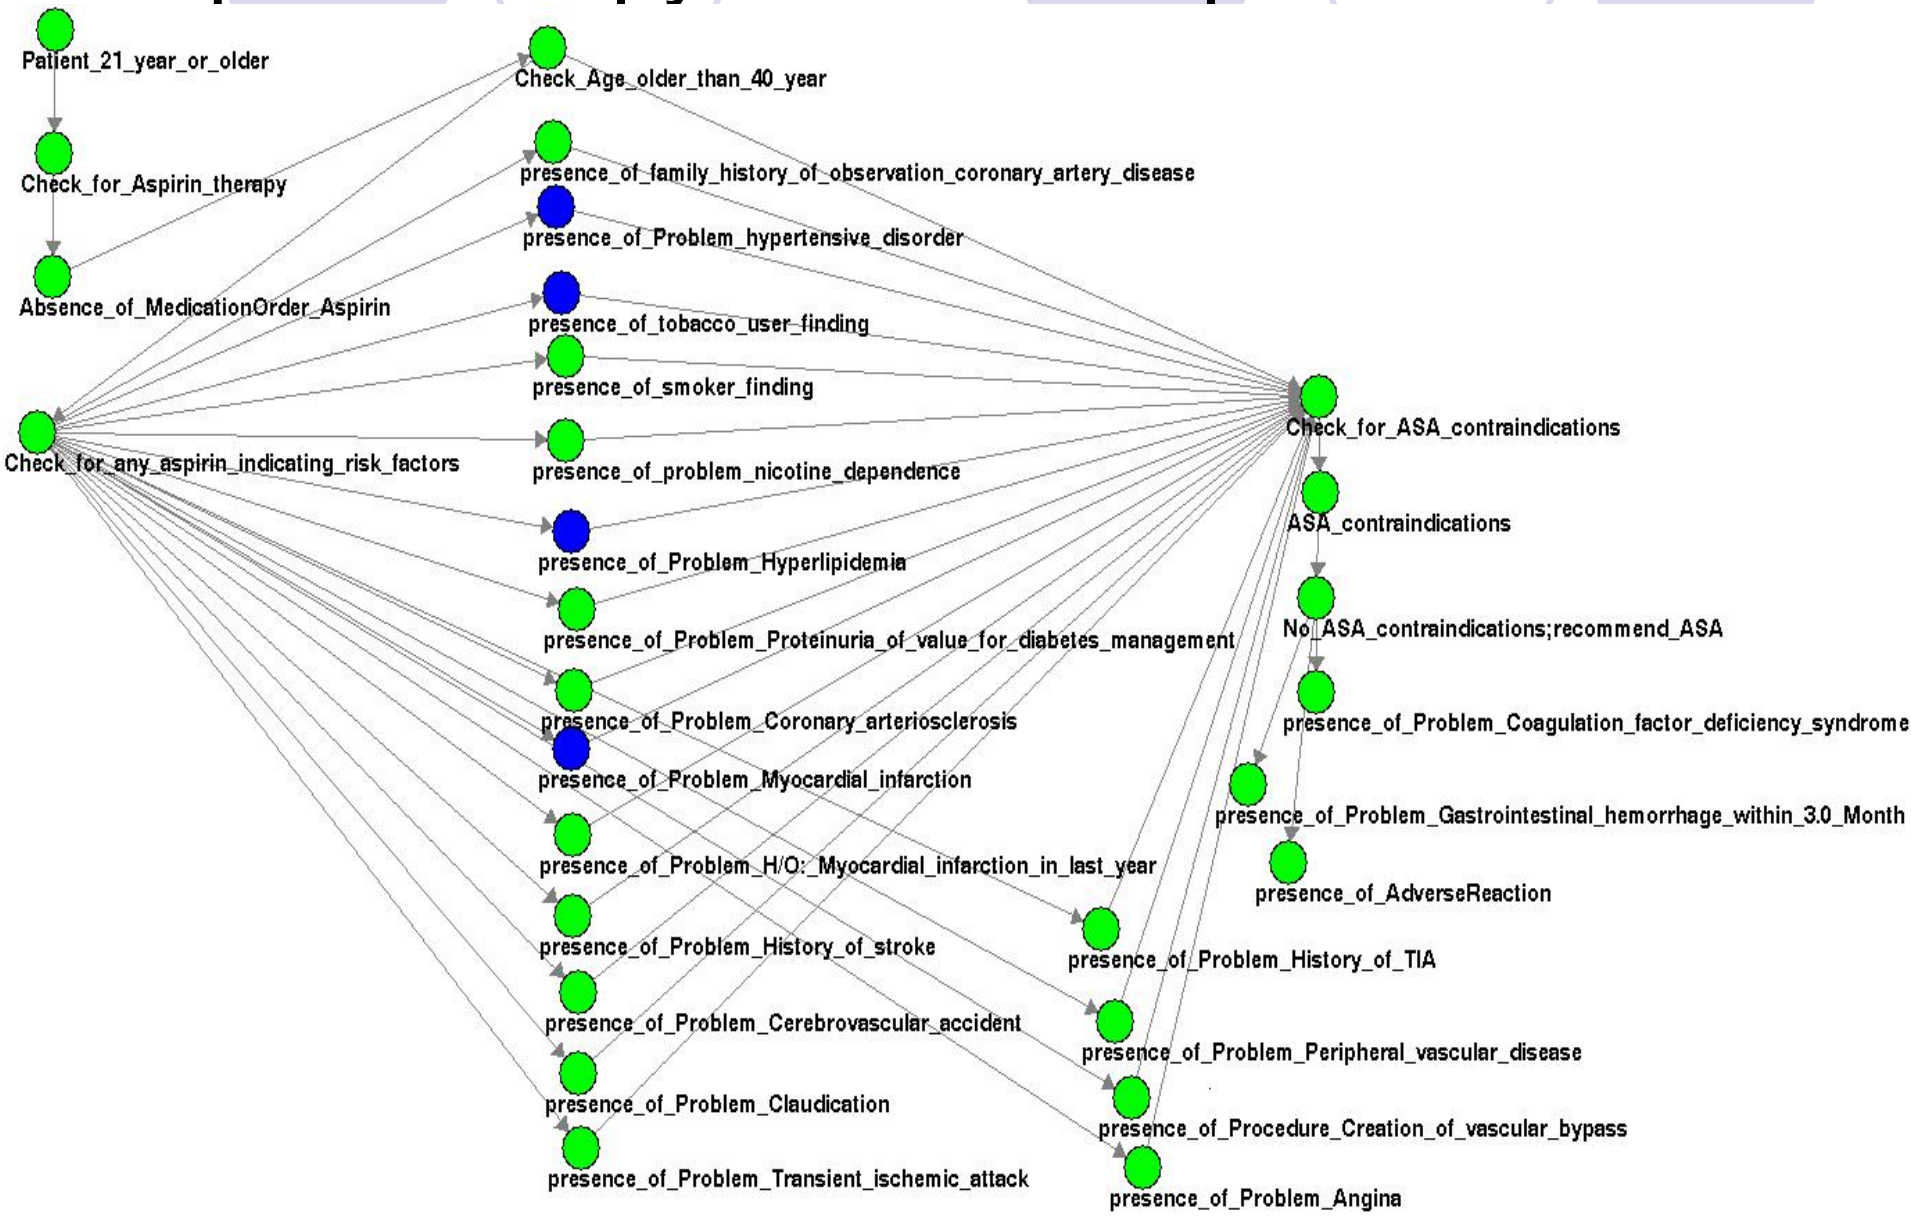 Patient_21_year_or_older
Check_for_Aspirin_therapy
Absence_of_MedicationOrder_Aspirin
Check_for_any_aspirin_indicating_risk_factors
Check_Age_older_than_40_year
presence_of_family_history_of_observation_coronary_artery_disease
presence_of_Problem_hypertensive_disorder
presence_of_tobacco_user_finding
presence_of_smoker_finding
presence_of_problem_nicotine_dependence
presence_of_Problem_Hyperlipidemia
presence_of_Problem_Proteinuria_of_value_for_diabetes_management
presence_of_Problem_Coronary_arteriosclerosis
presence_of_Problem_Myocardial_infarction
presence_of_Problem_H/O:_Myocardial_infarction_in_last_year
presence_of_Problem_History_of_stroke
presence_of_Problem_Cerebrovascular_accident
presence_of_Problem_Claudication
presence_of_Problem_Transient_ischemic_attack
presence_of_Problem_History_of_TIA
presence_of_Problem_Peripheral_vascular_disease
presence_of_Procedure_Creation_of_vascular_bypass
presence_of_Problem_Angina
Check_for_ASA_contraindications
ASA_contraindications
No_ASA_contraindications;recommend_ASA
presence_of_Problem_Coagulation_factor_deficiency_syndrome
presence_of_Problem_Gastrointestinal_hemorrhage_within_3.0_Month
presence_of_AdverseReaction